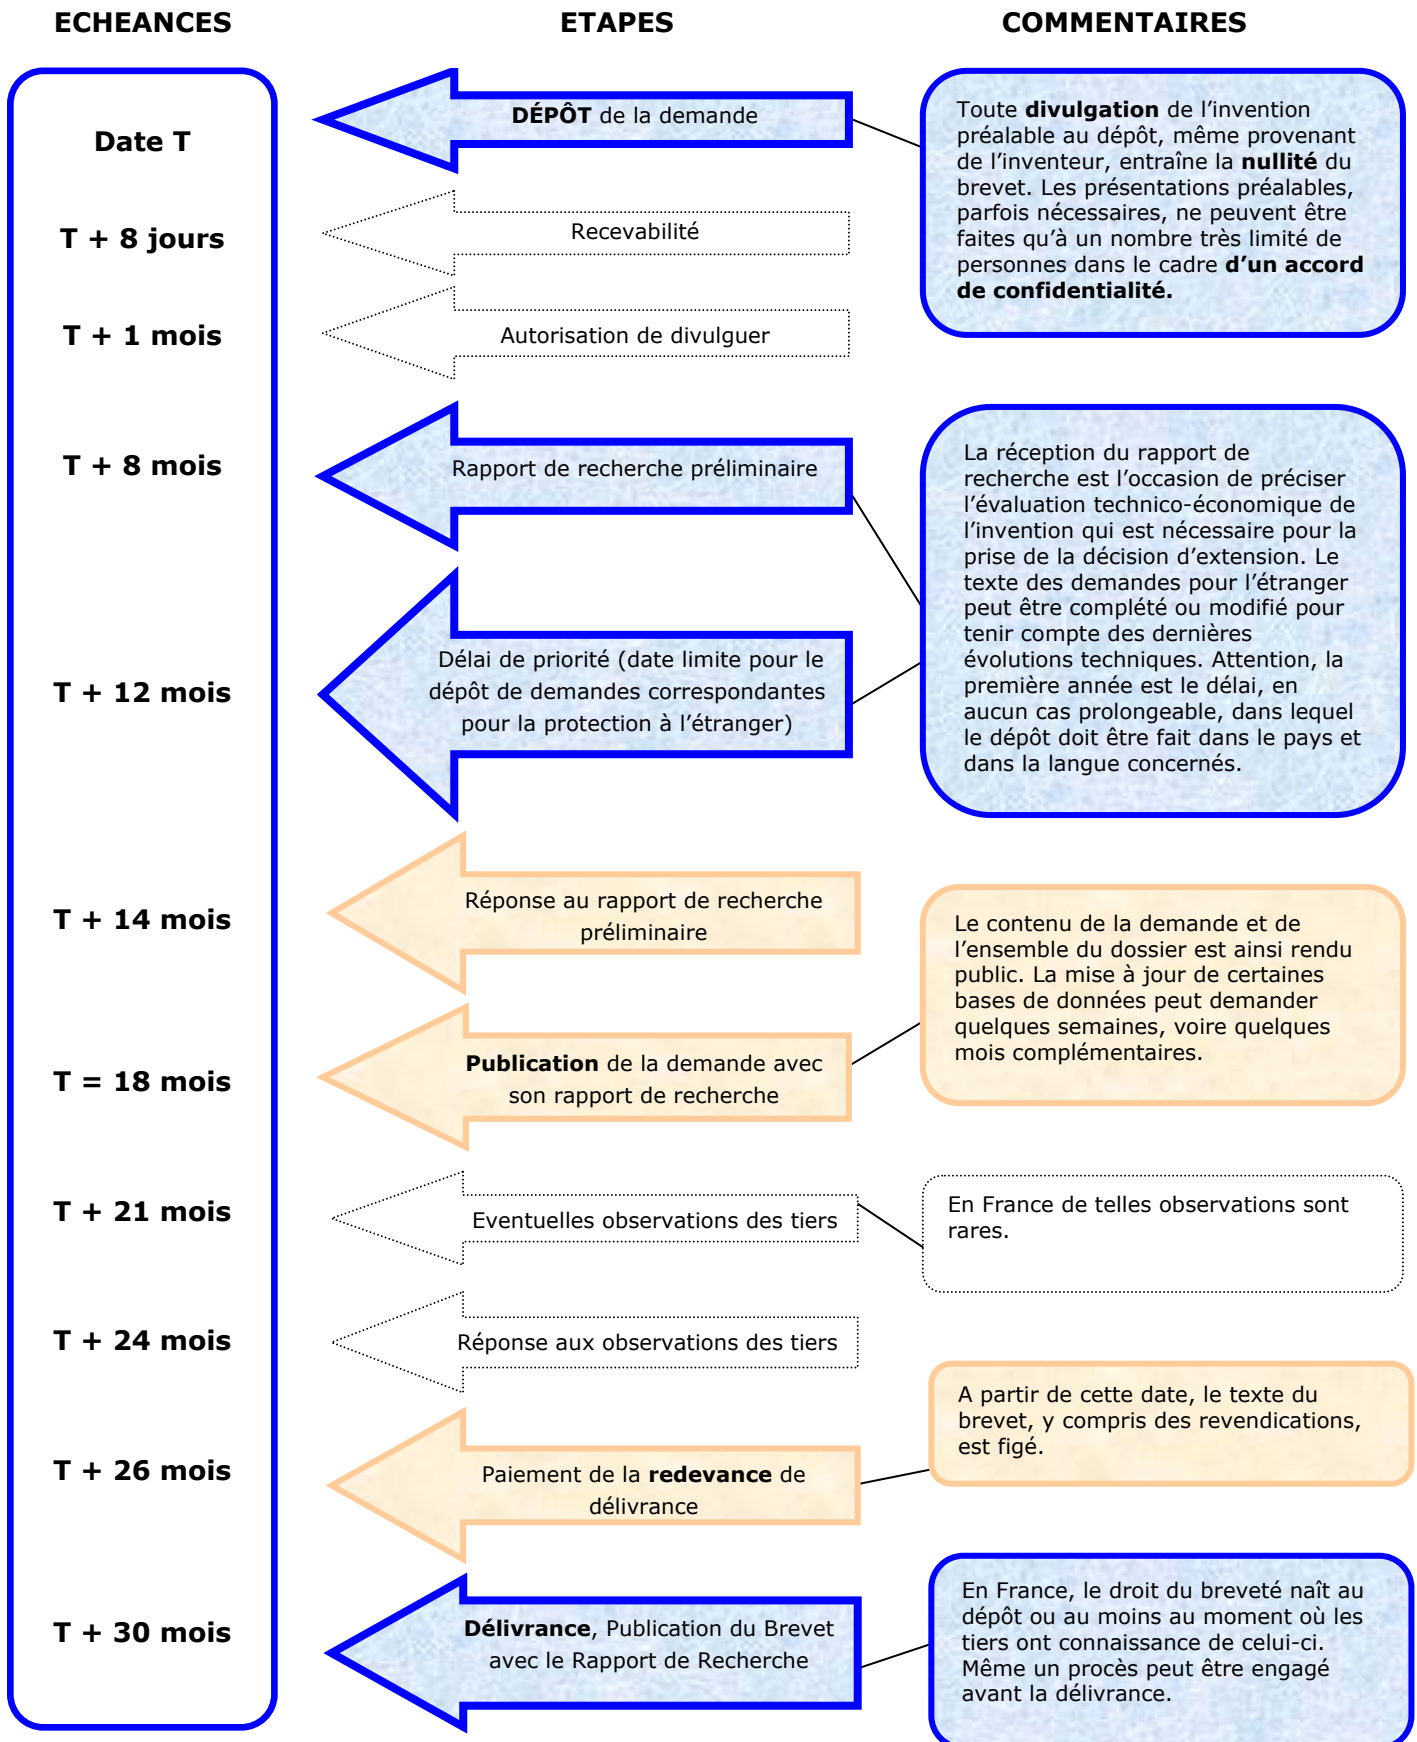 ECHEANCES ETAPES COMMENTAIRES
Date T
DÉPÔT de la demande
Toute divulgation de l’invention
préalable au dépôt, même provenant
de l’inventeur, entraîne la nullité du
brevet. Les présentations préalables,
parfois nécessaires, ne peuvent être
faites qu’à un nombre très limité de
personnes dans le cadre d’un accord
de confidentialité.
T + 8 jours
Recevabilité
T + 1 mois
Autorisation de divulguer
T + 8 mois
Rapport de recherche préliminaire
La réception du rapport de
recherche est l’occasion de préciser
l’évaluation technico-économique de
l’invention qui est nécessaire pour la
prise de la décision d’extension. Le
texte des demandes pour l’étranger
peut être complété ou modifié pour
tenir compte des dernières
évolutions techniques. Attention, la
première année est le délai, en
aucun cas prolongeable, dans lequel
le dépôt doit être fait dans le pays et
dans la langue concernés.
T + 12 mois
Délai de priorité (date limite pour le
dépôt de demandes correspondantes
pour la protection à l’étranger)
T + 14 mois
Réponse au rapport de recherche
préliminaire
T = 18 mois
Publication de la demande avec
son rapport de recherche
Le contenu de la demande et de
l’ensemble du dossier est ainsi rendu
public. La mise à jour de certaines
bases de données peut demander
quelques semaines, voire quelques
mois complémentaires.
T + 21 mois
Eventuelles observations des tiers
En France de telles observations sont
rares.
T + 24 mois
Réponse aux observations des tiers
T + 26 mois
Paiement de la redevance de
délivrance
A partir de cette date, le texte du
brevet, y compris des revendications,
est figé.
T + 30 mois
Délivrance, Publication du Brevet
avec le Rapport de Recherche
En France, le droit du breveté naît au
dépôt ou au moins au moment où les
tiers ont connaissance de celui-ci.
Même un procès peut être engagé
avant la délivrance.